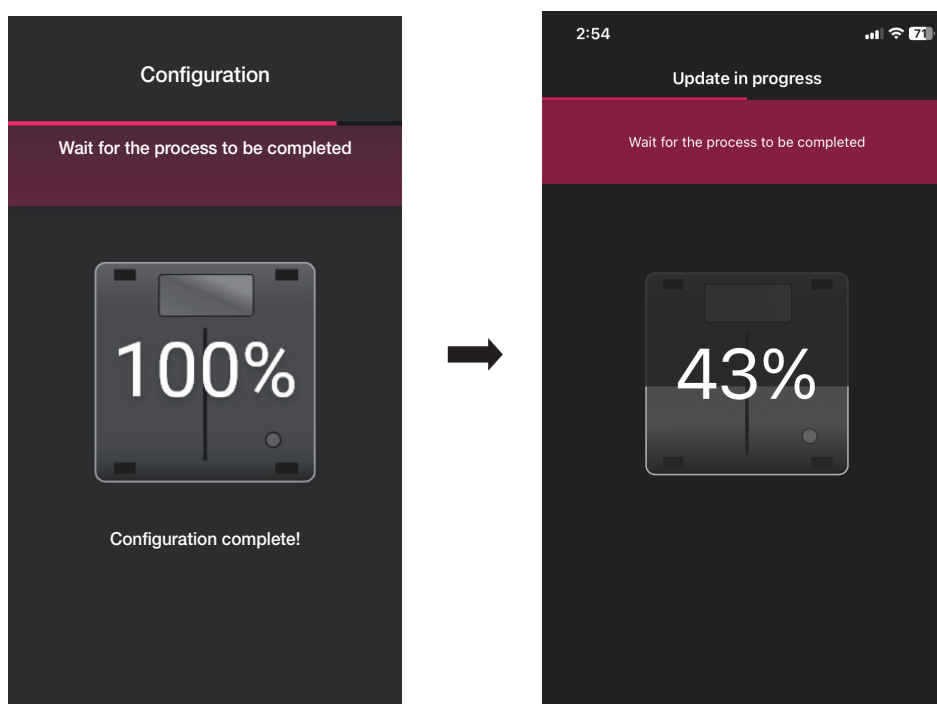 Configuration
Wait for the process to be completed
100%
Configuration complete!
2:54
71
Update in progress
Wait for the process to be completed
43%